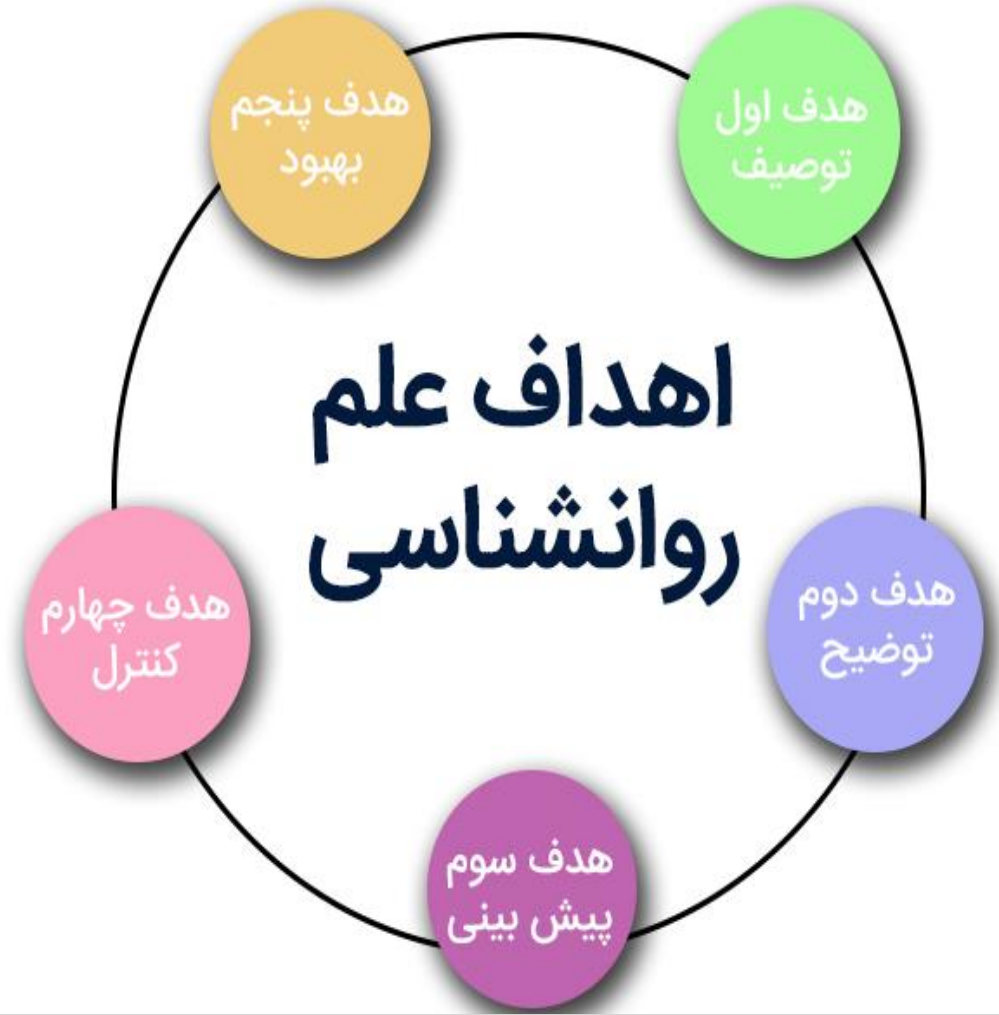 اهداف علم
روانشناسی
هدف اول
توصیف
هدف دوم
توضیح
هدف سوم
پیش بینی
هدف چهارم
کنترل
هدف پنجم
بهبود